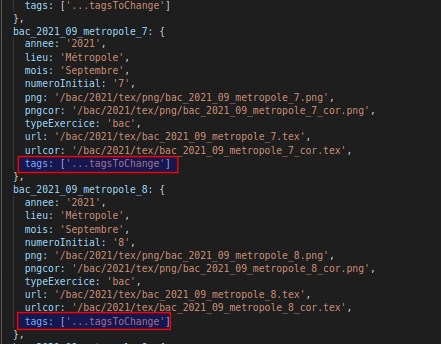 tags: ['...tagsToChange']
},
bac_2021_09_metropole_7: {
annee: '2021',
lieu: 'Métropole',
mois: 'Septembre',
numeroInitial: '7',
png: '/bac/2021/tex/png/bac_2021_09_metropole_7.png',
pngcor: '/bac/2021/tex/png/bac_2021_09_metropole_7_cor.png',
typeExercice: 'bac',
url: '/bac/2021/tex/bac_2021_09_metropole_7.tex',
urlcor: '/bac/2021/tex/bac_2021_09_metropole_7_cor.tex',
tags: ['...tagsToChange']
},
bac_2021_09_metropole_8: {
annee: '2021',
lieu: 'Métropole',
mois: 'Septembre',
numeroInitial: '8',
png: '/bac/2021/tex/png/bac_2021_09_metropole_8.png',
pngcor: '/bac/2021/tex/png/bac_2021_09_metropole_8_cor.png',
typeExercice: 'bac',
url: '/bac/2021/tex/bac_2021_09_metropole_8.tex',
urlcor: '/bac/2021/tex/bac_2021_09_metropole_8_cor.tex',
tags: ['...tagsToChange']
},